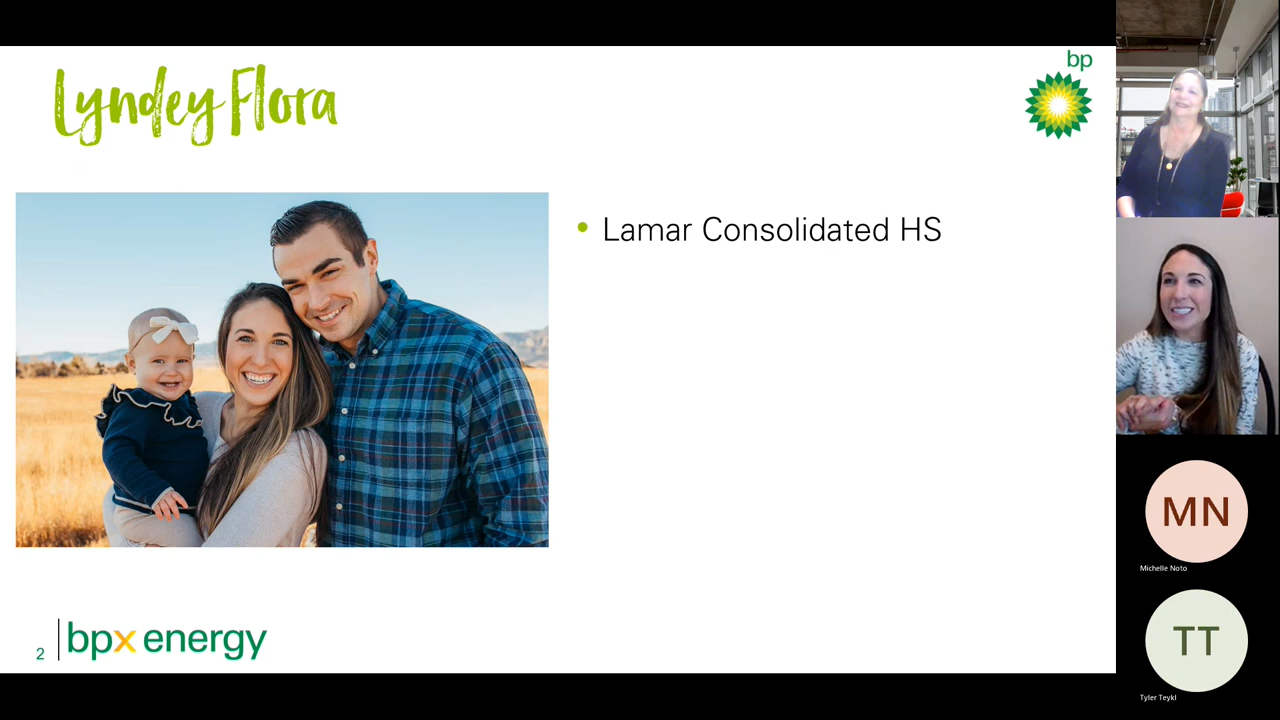 Lyndey Flora
bp
• Lamar Consolidated HS
2
bpx energy
MN
Michelle Noto
TT
Tyler Teykl